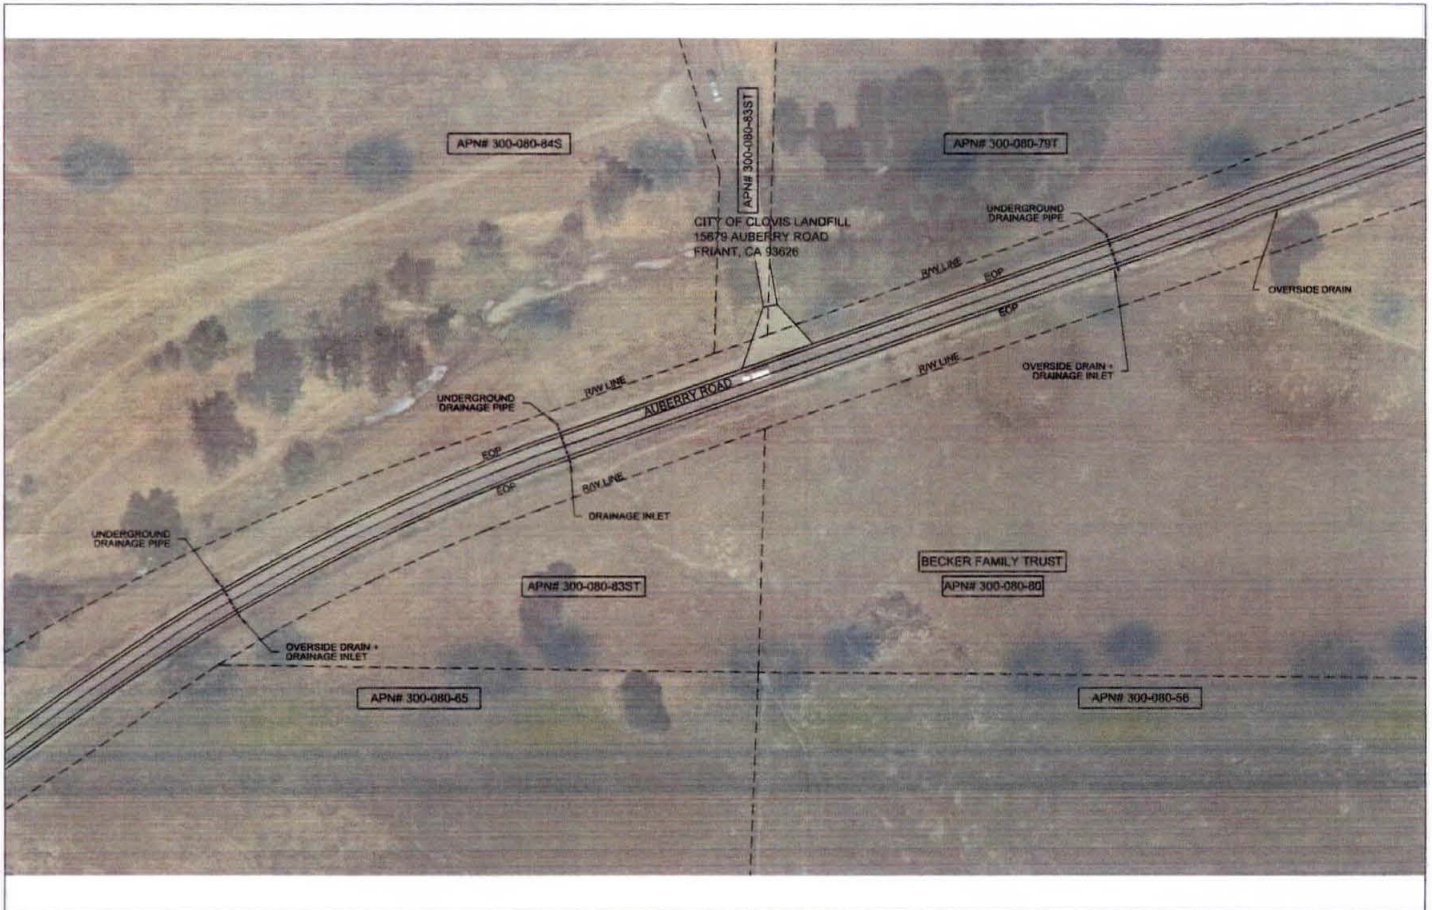 APN# 300-080-84S
APN# 300-080-83ST
APN# 300-080-79T
CITY OF CLOVIS LANDFILL
15679 AUBERRY ROAD
FRIANT, CA 93626
UNDERGROUND
DRAINAGE PIPE
R/W LINE
EOP
EOP
OVERSIDE DRAIN
R/W LINE
OVERSIDE DRAIN +
DRAINAGE INLET
R/W LINE
AUBERRY ROAD
UNDERGROUND
DRAINAGE PIPE
EOP
EOP
R/W LINE
DRAINAGE INLET
UNDERGROUND
DRAINAGE PIPE
BECKER FAMILY TRUST
APN# 300-080-80
APN# 300-080-83ST
OVERSIDE DRAIN +
DRAINAGE INLET
APN# 300-080-65
APN# 300-080-56